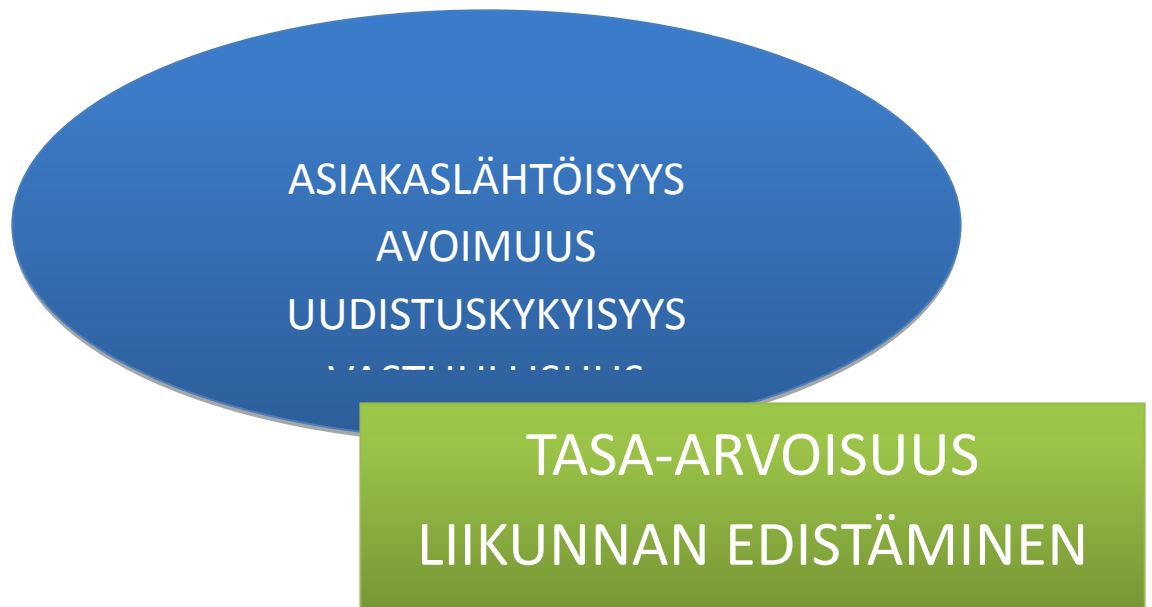 ASIAKASLÄHTÖISYYS
AVOIMUUS
UUDISTUSKYKYISYYS
TASA-ARVOISUUS
LIIKUNNAN EDISTÄMINEN